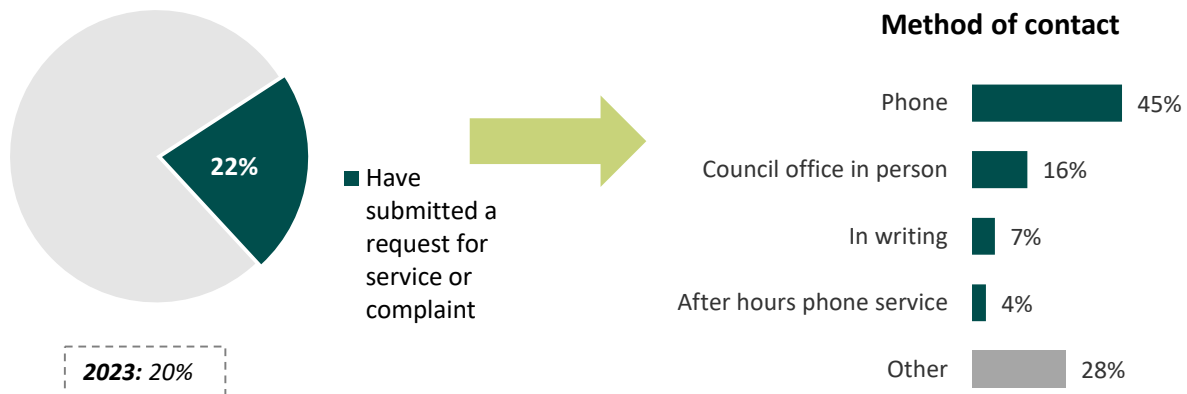 Method of contact
22%
Have
submitted a
request for
service or
complaint
2023: 20%
Phone 45%
Council office in person 16%
In writing 7%
After hours phone service 4%
Other 28%